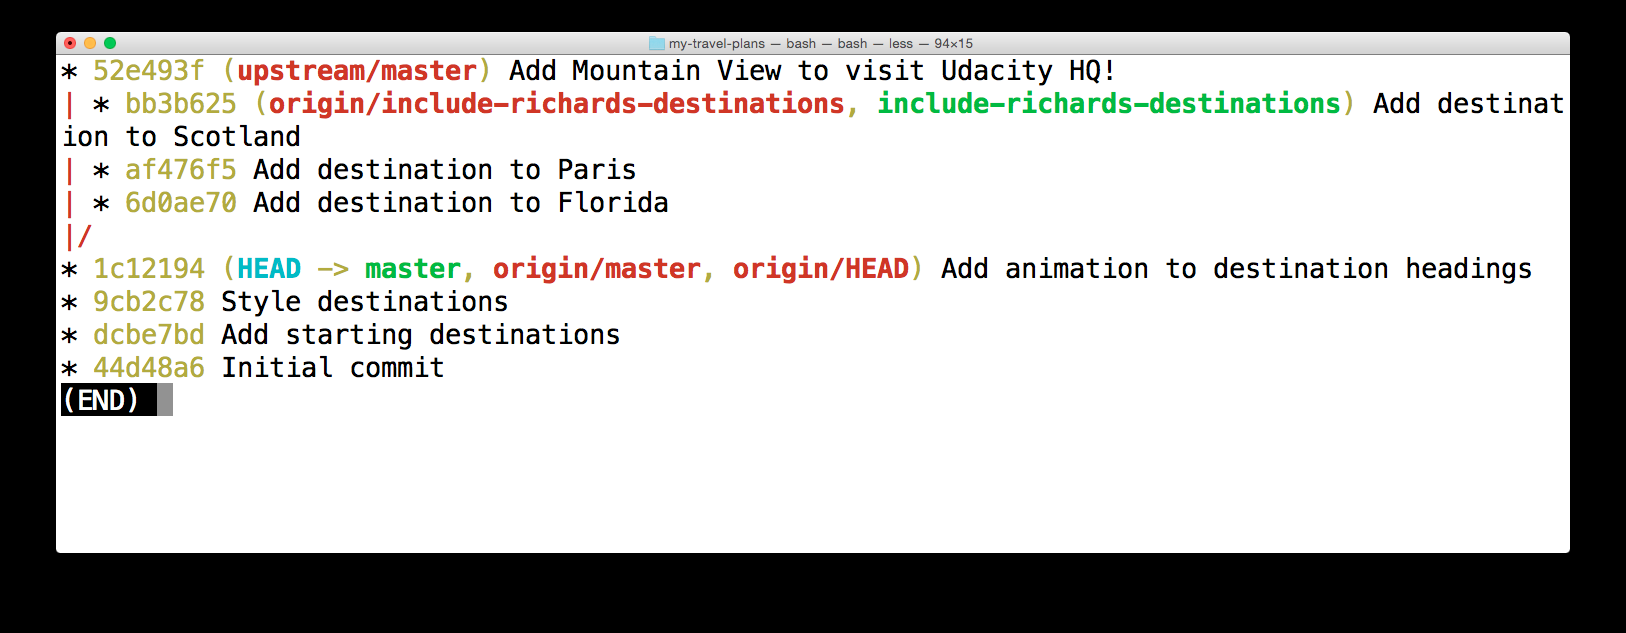 my-travel-plans — bash — bash — less — 94×15
* 52e493f (upstream/master) Add Mountain View to visit Udacity HQ!
| * bb3b625 (origin/include-richards-destinations, include-richards-destinations) Add destinat
ion to Scotland
| * af476f5 Add destination to Paris
| * 6d0ae70 Add destination to Florida
|/
* 1c12194 (HEAD -> master, origin/master, origin/HEAD) Add animation to destination headings
* 9cb2c78 Style destinations
* dcbe7bd Add starting destinations
* 44d48a6 Initial commit
(END)